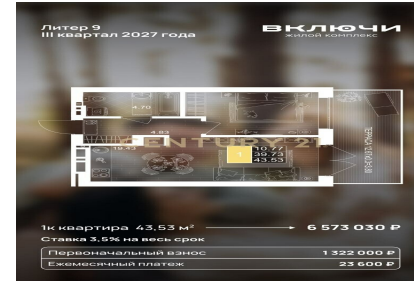 Литер 9
III квартал 2027 года
ВКЛЮЧИ
ЖИЛОЙ КОМПЛЕКС
4.70
4.83
CENTURY 21
19.43
1
10.77
39.73
43.53
1к квартира 43,53 м²
6 573 030 ₽
Ставка 3,5% на весь срок
Первоначальный взнос
1 322 000 ₽
Ежемесячный платеж
23 600 ₽